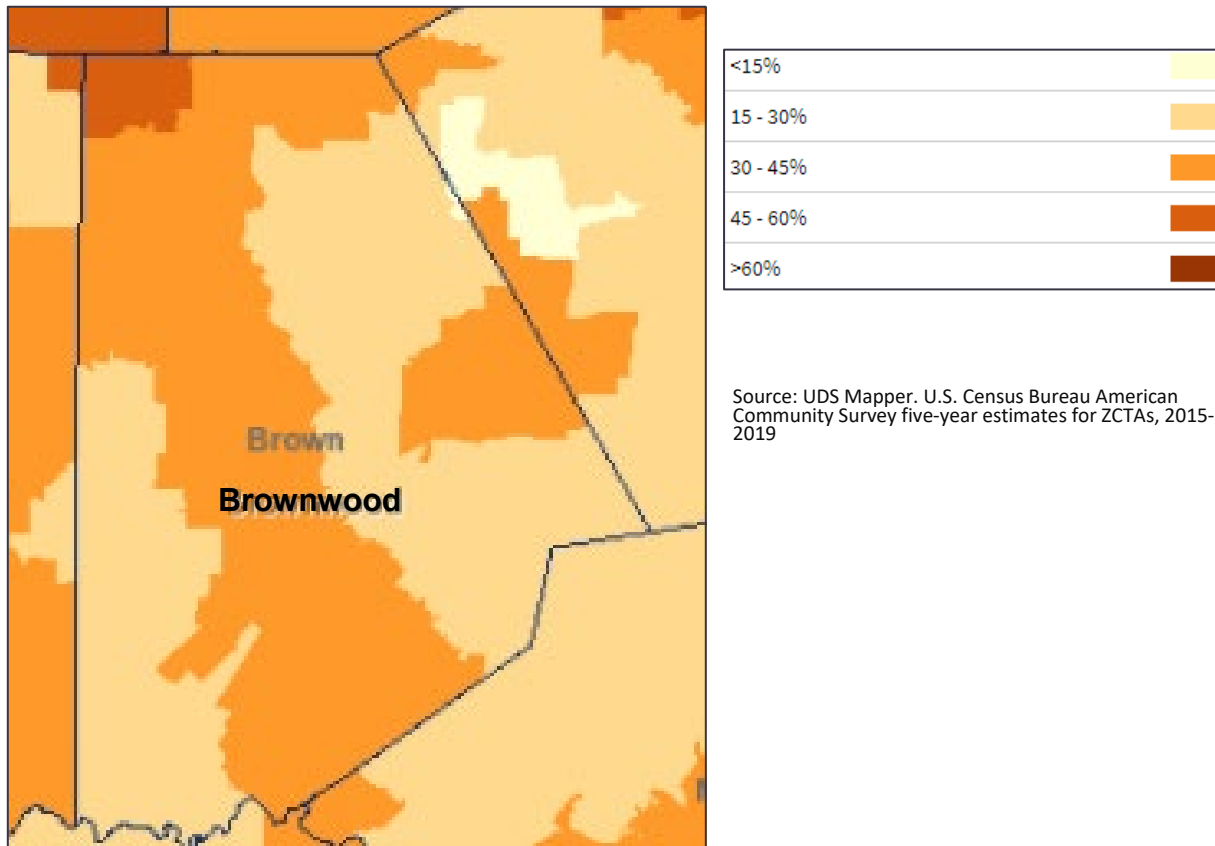 Brown
Brownwood
<15%
15 - 30%
30 - 45%
45 - 60%
>60%
Source: UDS Mapper. U.S. Census Bureau American
Community Survey five-year estimates for ZCTAs, 2015-
2019